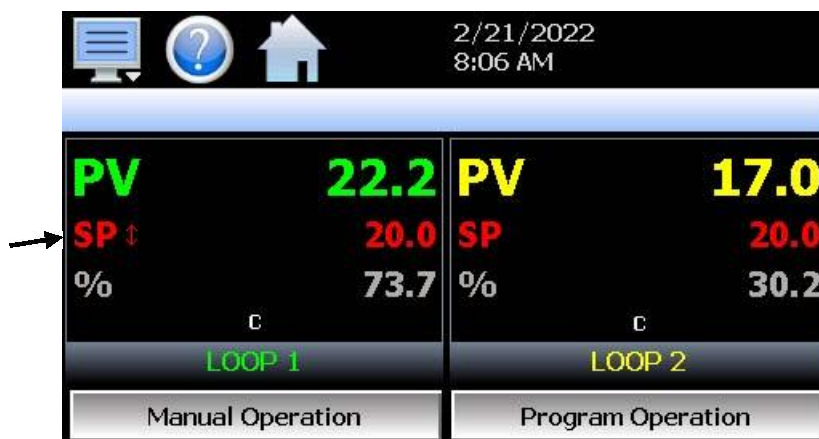 2/21/2022
8:06 AM
PV 22.2
SP ↕ 20.0
% 73.7
C
LOOP 1
Manual Operation
PV 17.0
SP 20.0
% 30.2
C
LOOP 2
Program Operation